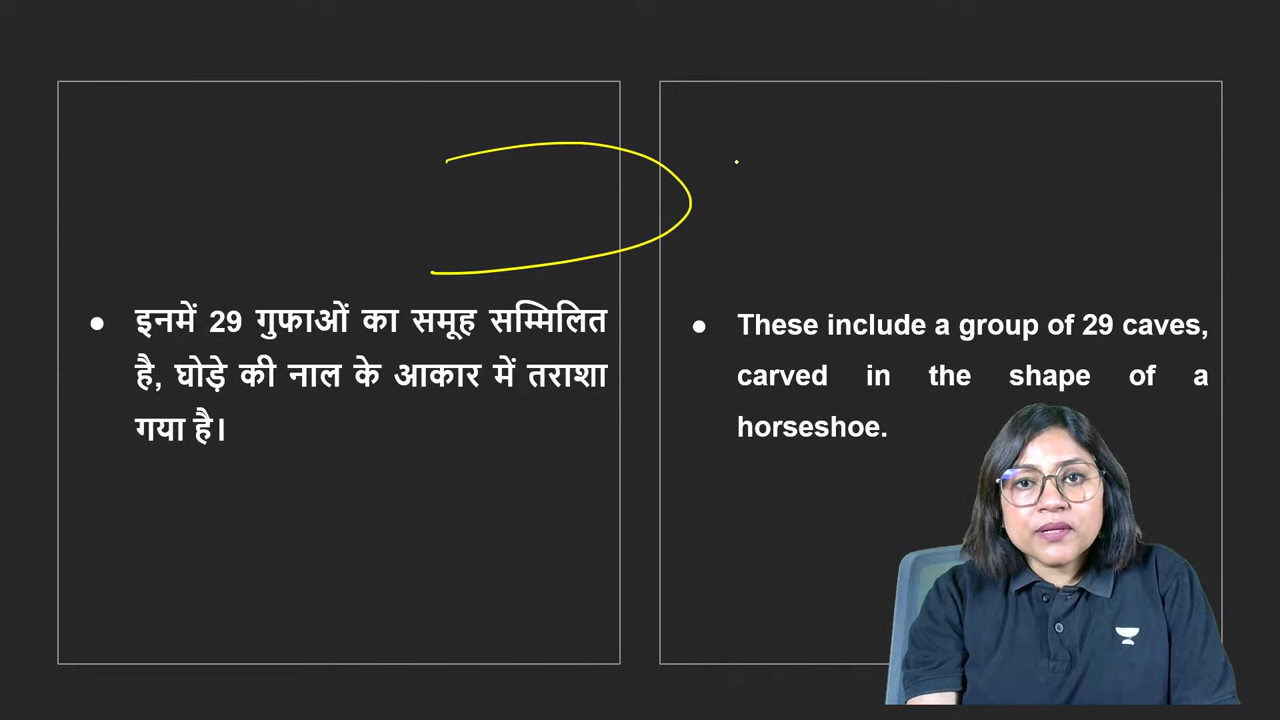 इनमें 29 गुफाओं का समूह सम्मिलित
है, घोड़े की नाल के आकार में तराशा
गया है।
These include a group of 29 caves,
carved in the shape of a
horseshoe.